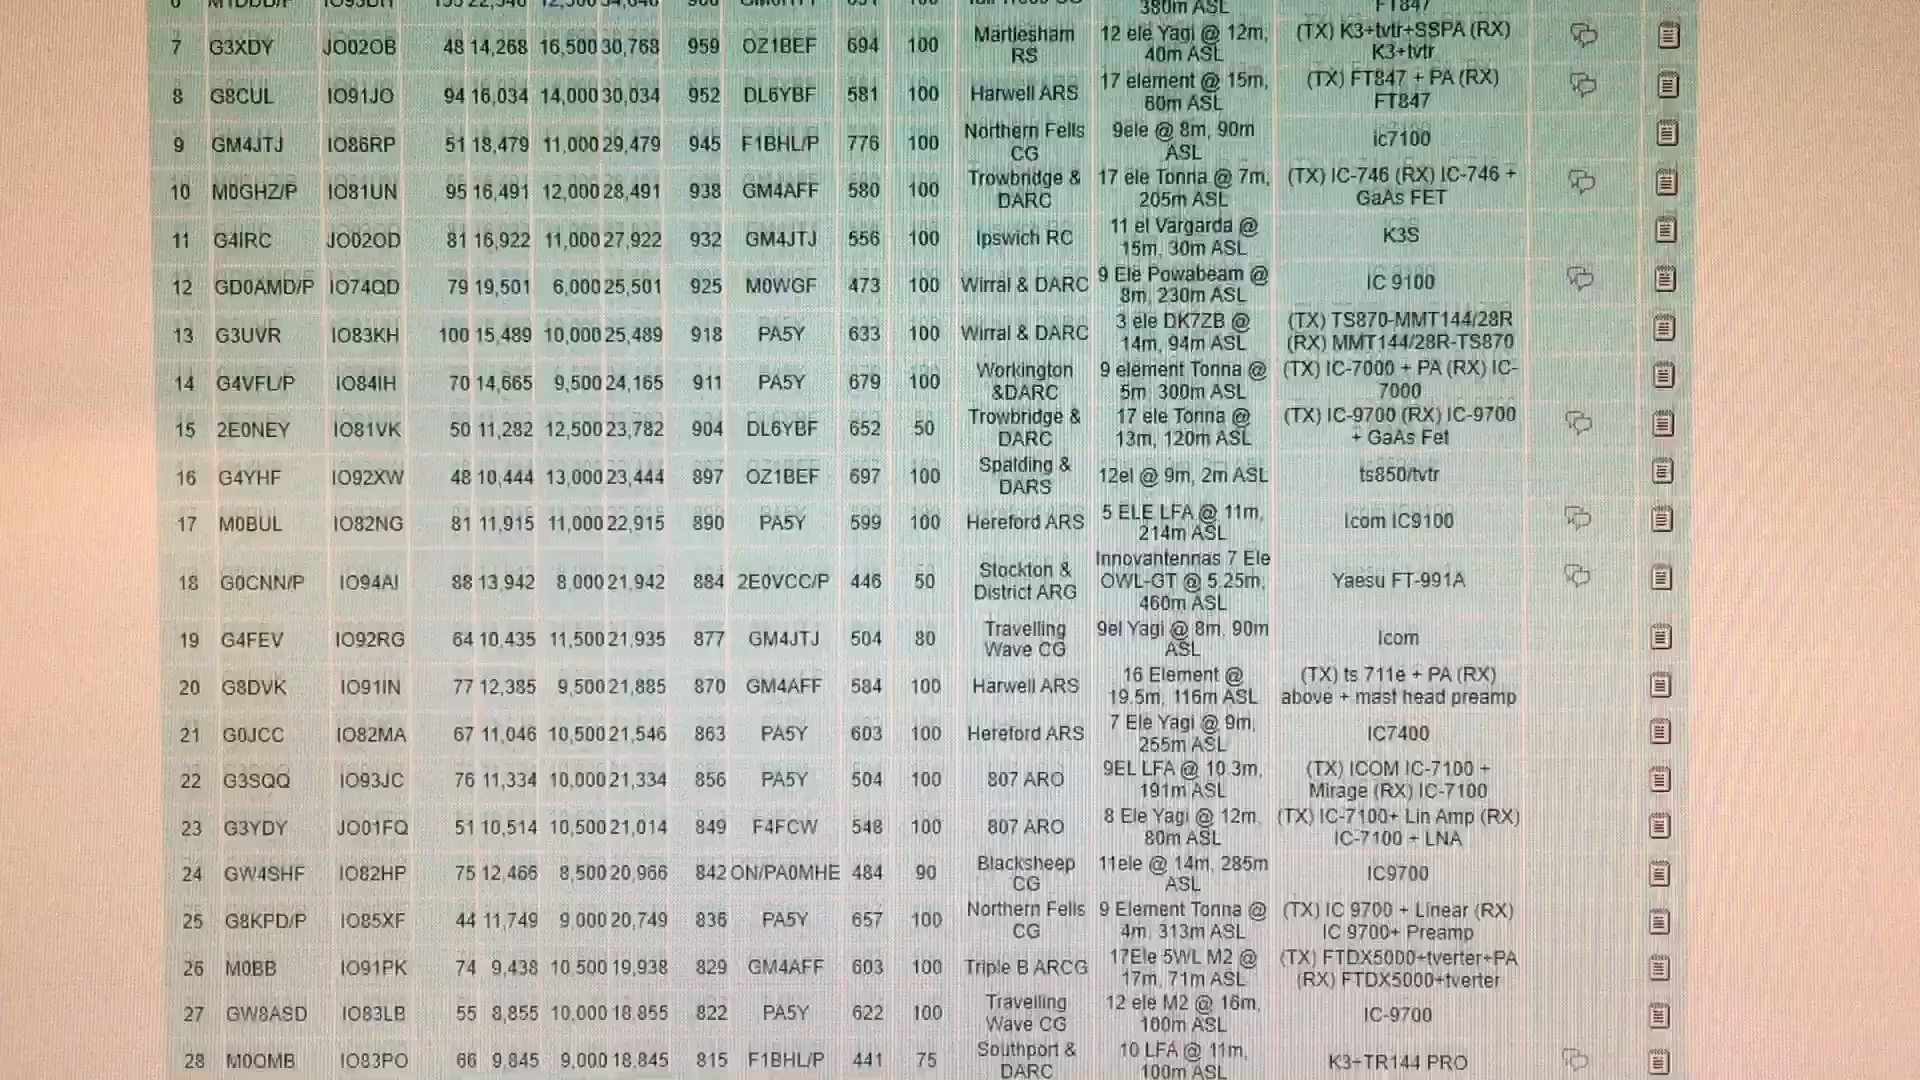 6 M1DDD/P IO93DH 380m ASL FT847
7 G3XDY JO02OB 48 14,268 16,500 30,768 959 OZ1BEF 694 100 Martlesham RS 12 ele Yagi @ 12m, 40m ASL (TX) K3+tvtr+SSPA (RX) K3+tvtr
8 G8CUL IO91JO 94 16,034 14,000 30,034 952 DL6YBF 581 100 Harwell ARS 17 element @ 15m, 60m ASL (TX) FT847 + PA (RX) FT847
9 GM4JTJ IO86RP 51 18,479 11,000 29,479 945 F1BHL/P 776 100 Northern Fells CG 9ele @ 8m, 90m ASL ic7100
10 M0GHZ/P IO81UN 95 16,491 12,000 28,491 938 GM4AFF 580 100 Trowbridge & DARC 17 ele Tonna @ 7m, 205m ASL (TX) IC-746 (RX) IC-746 + GaAs FET
11 G4IRC JO02OD 81 16,922 11,000 27,922 932 GM4JTJ 556 100 Ipswich RC 11 el Vargarda @ 15m, 30m ASL K3S
12 GD0AMD/P IO74QD 79 19,501 6,000 25,501 925 M0WGF 473 100 Wirral & DARC 9 Ele Powabeam @ 8m, 230m ASL IC 9100
13 G3UVR IO83KH 100 15,489 10,000 25,489 918 PA5Y 633 100 Wirral & DARC 3 ele DK7ZB @ 14m, 94m ASL (TX) TS870-MMT144/28R (RX) MMT144/28R-TS870
14 G4VFL/P IO84IH 70 14,665 9,500 24,165 911 PA5Y 679 100 Workington &DARC 9 element Tonna @ 5m, 300m ASL (TX) IC-7000 + PA (RX) IC-7000
15 2E0NEY IO81VK 50 11,282 12,500 23,782 904 DL6YBF 652 50 Trowbridge & DARC 17 ele Tonna @ 13m, 120m ASL (TX) IC-9700 (RX) IC-9700 + GaAs Fet
16 G4YHF IO92XW 48 10,444 13,000 23,444 897 OZ1BEF 697 100 Spalding & DARS 12el @ 9m, 2m ASL ts850/tvtr
17 M0BUL IO82NG 81 11,915 11,000 22,915 890 PA5Y 599 100 Hereford ARS 5 ELE LFA @ 11m, 214m ASL Icom IC9100
18 G0CNN/P IO94AI 88 13,942 8,000 21,942 884 2E0VCC/P 446 50 Stockton & District ARG Innovantennas 7 Ele OWL-GT @ 5.25m, 460m ASL Yaesu FT-991A
19 G4FEV IO92RG 64 10,435 11,500 21,935 877 GM4JTJ 504 80 Travelling Wave CG 9el Yagi @ 8m, 90m ASL Icom
20 G8DVK IO91IN 77 12,385 9,500 21,885 870 GM4AFF 584 100 Harwell ARS 16 Element @ 19.5m, 116m ASL (TX) ts 711e + PA (RX) above + mast head preamp
21 G0JCC IO82MA 67 11,046 10,500 21,546 863 PA5Y 603 100 Hereford ARS 7 Ele Yagi @ 9m, 255m ASL IC7400
22 G3SQQ IO93JC 76 11,334 10,000 21,334 856 PA5Y 504 100 807 ARO 9EL LFA @ 10.3m, 191m ASL (TX) ICOM IC-7100 + Mirage (RX) IC-7100
23 G3YDY JO01FQ 51 10,514 10,500 21,014 849 F4FCW 548 100 807 ARO 8 Ele Yagi @ 12m, 80m ASL (TX) IC-7100+ Lin Amp (RX) IC-7100 + LNA
24 GW4SHF IO82HP 75 12,466 8,500 20,966 842 ON/PA0MHE 484 90 Blacksheep CG 11ele @ 14m, 285m ASL IC9700
25 G8KPD/P IO85XF 44 11,749 9,000 20,749 836 PA5Y 657 100 Northern Fells CG 9 Element Tonna @ 4m, 313m ASL (TX) IC 9700 + Linear (RX) IC 9700+ Preamp
26 M0BB IO91PK 74 9,438 10,500 19,938 829 GM4AFF 603 100 Triple B ARCG 17Ele 5WL M2 @ 17m, 71m ASL (TX) FTDX5000+tverter+PA (RX) FTDX5000+tverter
27 GW8ASD IO83LB 55 8,855 10,000 18,855 822 PA5Y 622 100 Travelling Wave CG 12 ele M2 @ 16m, 100m ASL IC-9700
28 M0OMB IO83PO 66 9,845 9,000 18,845 815 F1BHL/P 441 75 Southport & DARC 10 LFA @ 11m, 100m ASL K3+TR144 PRO